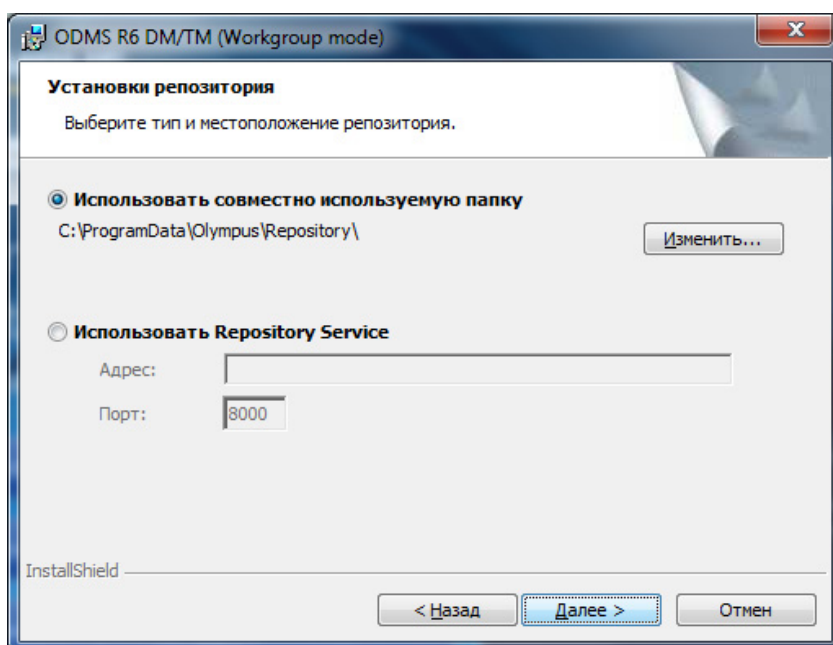 ODMS R6 DM/TM (Workgroup mode)
Установки репозитория
Выберите тип и местоположение репозитория.
Использовать совместно используемую папку
C:\ProgramData\Olympus\Repository\
Изменить...
Использовать Repository Service
Адрес:
Порт:
8000
InstallShield
< Назад
Далее >
Отмен